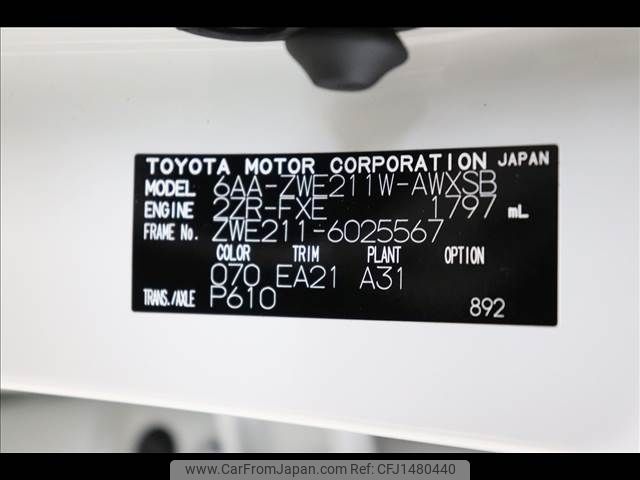 TOYOTA MOTOR CORPORATION JAPAN
MODEL 6AA-ZWE211W-AWXSB
ENGINE 2ZR-FXE 1797 mL
FRAME No. ZWE211-6025567
COLOR TRIM PLANT OPTION
070 EA21 A31
TRANS./AXLE P610 892
www.CarFromJapan.com CFJ1480440